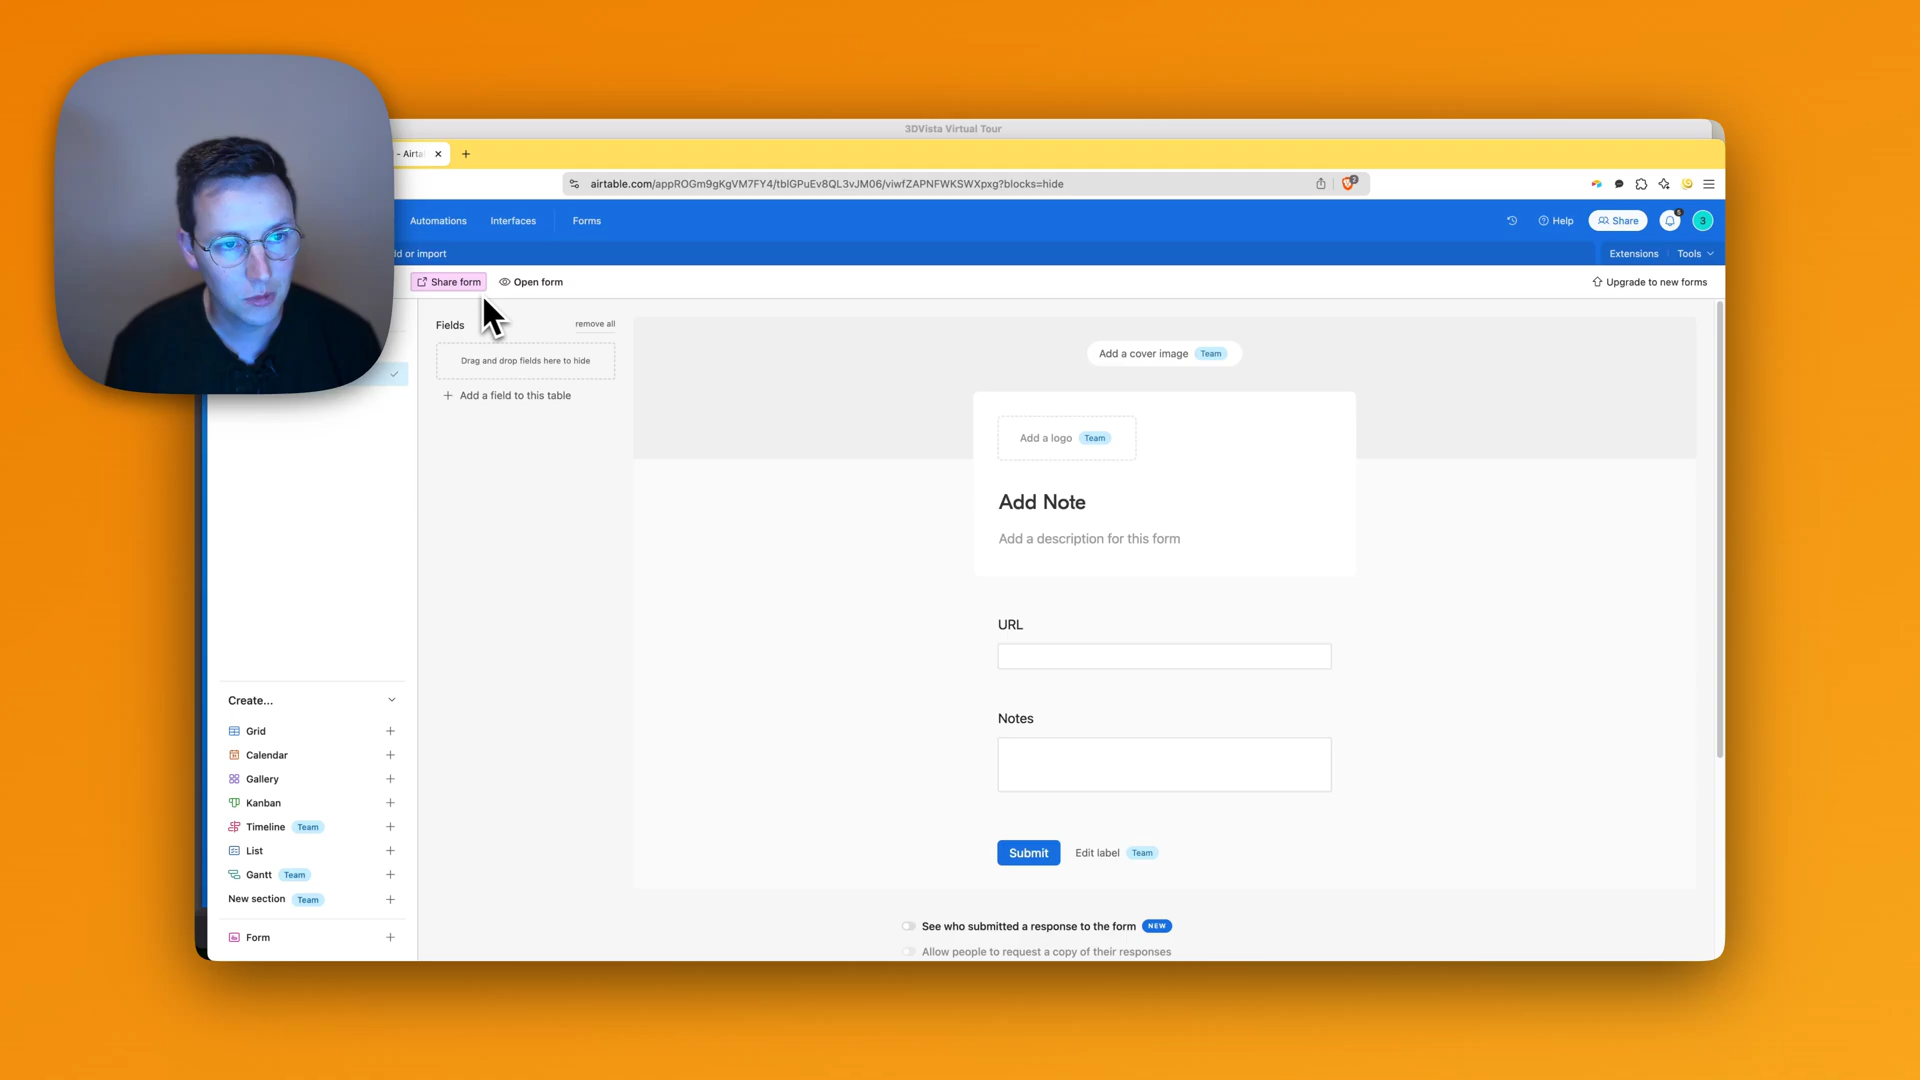 3DVista Virtual Tour
- Airta
airtable.com/appROGm9gKgVM7FY4/tblGPuEv8QL3vJM06/viwfZAPNFWKSWXpxg?blocks=hide
2
Automations
Interfaces
Forms
Help
Share
3
ld or import
Extensions
Tools
Share form
Open form
Upgrade to new forms
Fields
remove all
Drag and drop fields here to hide
Add a field to this table
Add a cover image Team
Add a logo Team
Add Note
Add a description for this form
URL
Notes
Submit
Edit label Team
See who submitted a response to the form NEW
Allow people to request a copy of their responses
Create...
Grid
Calendar
Gallery
Kanban
Timeline Team
List
Gantt Team
New section Team
Form